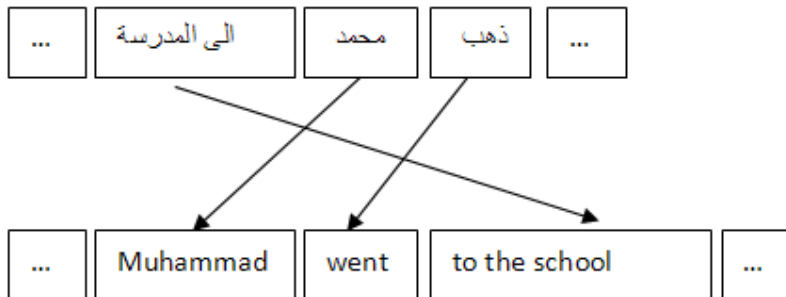 ... ذهب محمد الى المدرسة ...
... Muhammad went to the school ...